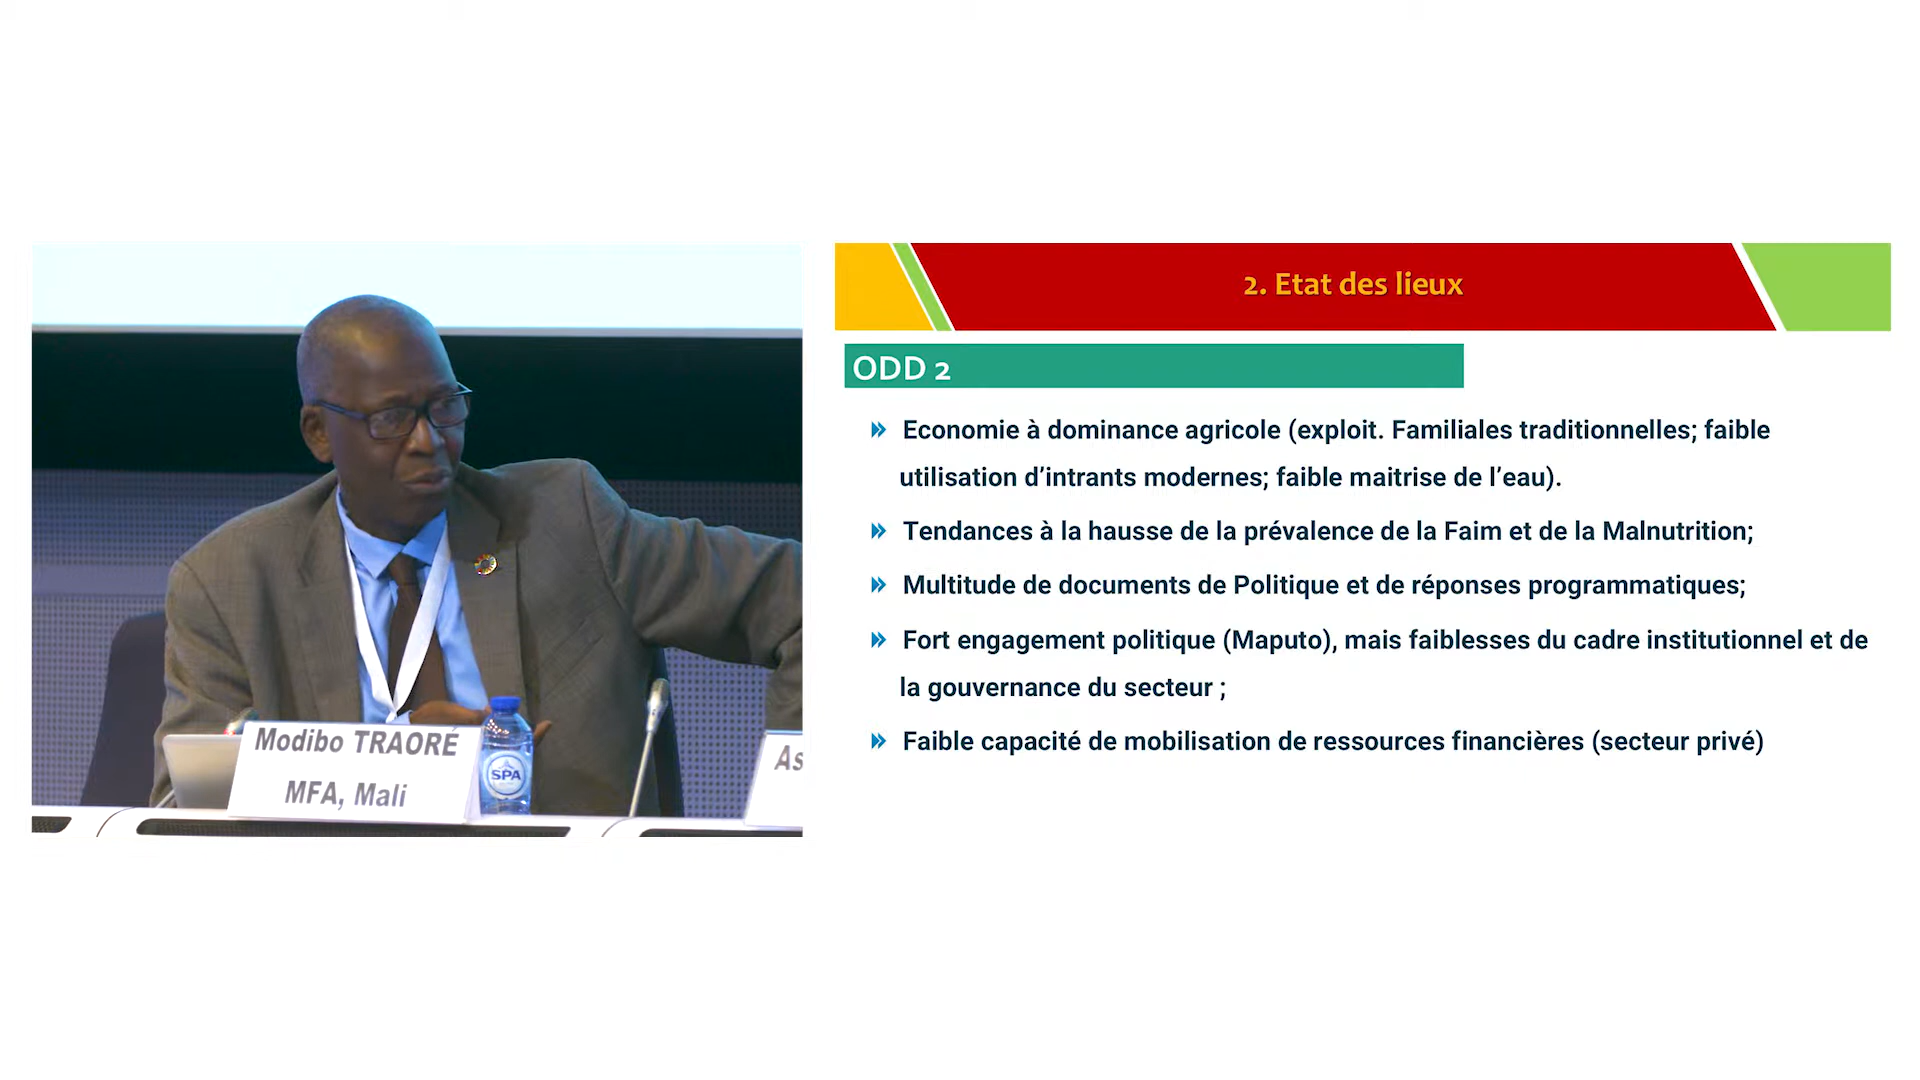 2. Etat des lieux
ODD 2
Economie à dominance agricole (exploit. Familiales traditionnelles; faible
utilisation d’intrants modernes; faible maitrise de l’eau).
Tendances à la hausse de la prévalence de la Faim et de la Malnutrition;
Multitude de documents de Politique et de réponses programmatiques;
Fort engagement politique (Maputo), mais faiblesses du cadre institutionnel et de
la gouvernance du secteur ;
Faible capacité de mobilisation de ressources financières (secteur privé)
Modibo TRAORÉ
MFA, Mali
SPA
As